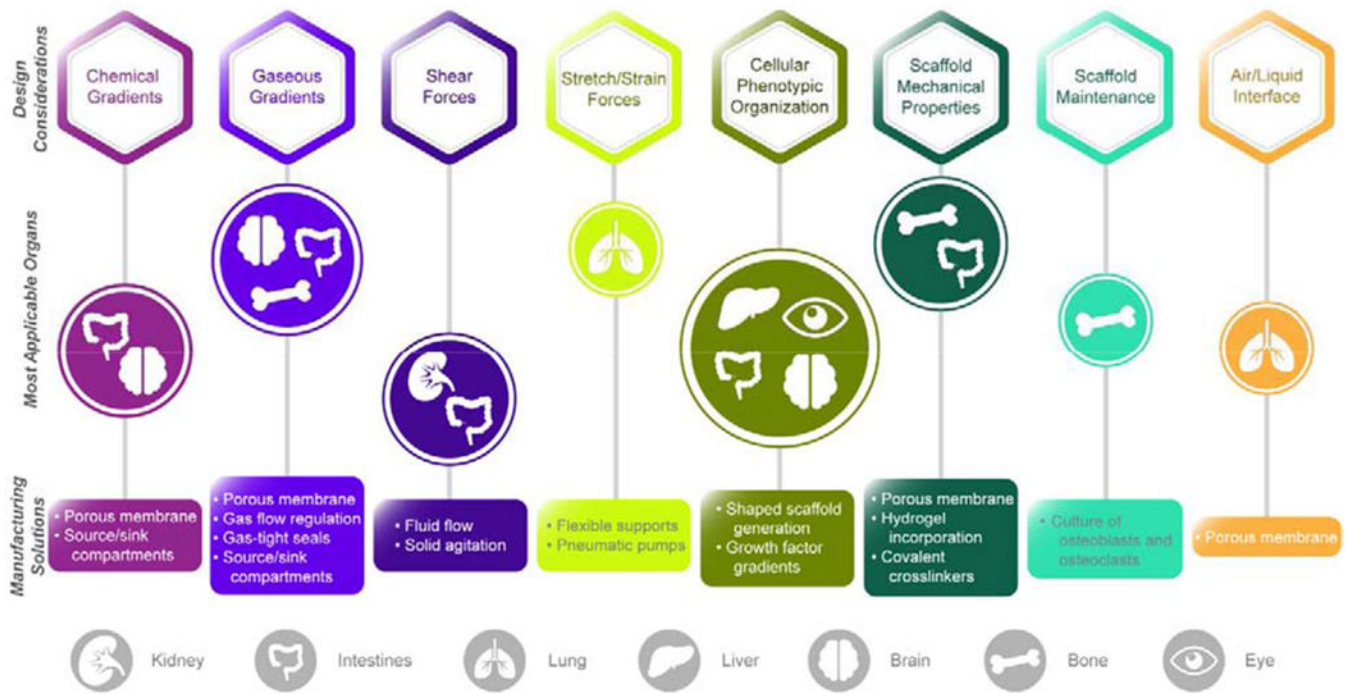 Design
Considerations
Chemical
Gradients
Gaseous
Gradients
Shear
Forces
Stretch/Strain
Forces
Cellular
Phenotypic
Organization
Scaffold
Mechanical
Properties
Scaffold
Maintenance
Air/Liquid
Interface
Most Applicable Organs
Manufacturing
Solutions
• Porous membrane
• Source/sink
compartments
• Porous membrane
• Gas flow regulation
• Gas-tight seals
• Source/sink
compartments
• Fluid flow
• Solid agitation
• Flexible supports
• Pneumatic pumps
• Shaped scaffold
generation
• Growth factor
gradients
• Porous membrane
• Hydrogel
incorporation
• Covalent
crosslinkers
• Culture of
osteoblasts and
osteoclasts
• Porous membrane
Kidney
Intestines
Lung
Liver
Brain
Bone
Eye